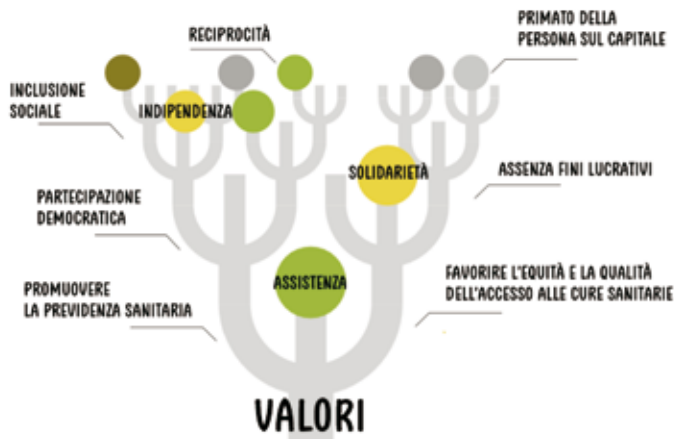 RECIPROCITÀ
PRIMATO DELLA
PERSONA SUL CAPITALE
INCLUSIONE
SOCIALE
INDIPENDENZA
SOLIDARIETÀ
ASSENZA FINI LUCRATIVI
PARTECIPAZIONE
DEMOCRATICA
ASSISTENZA
FAVORIRE L'EQUITÀ E LA QUALITÀ
DELL'ACCESSO ALLE CURE SANITARIE
PROMUOVERE
LA PREVIDENZA SANITARIA
VALORI